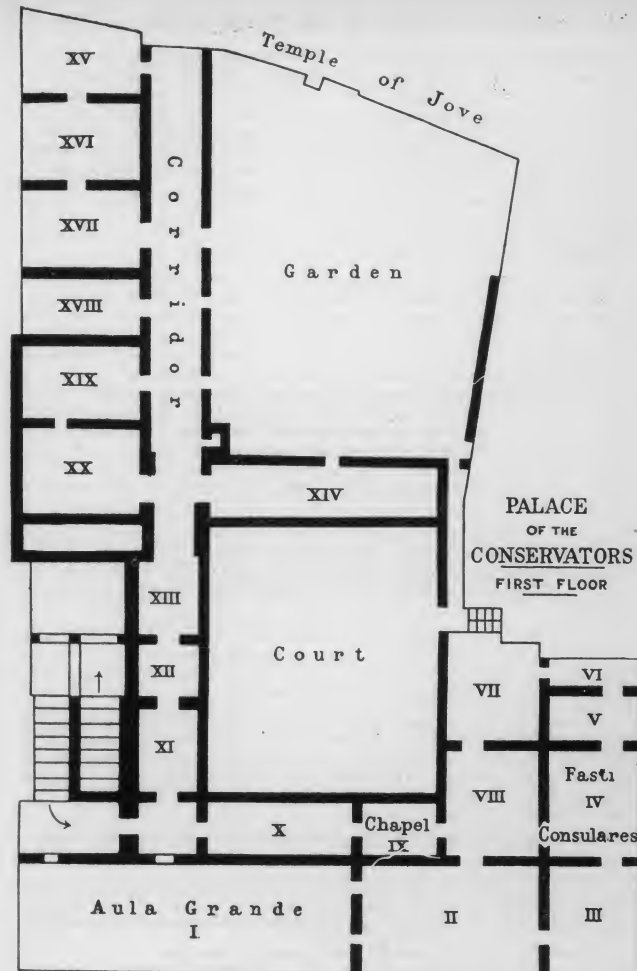 Temple of Jove
XV
XVI
Corridor
XVII
Garden
XVIII
XIX
XX
XIV
PALACE
OF THE
CONSERVATORS
FIRST FLOOR
XIII
Court
XII
VII
VI
V
XI
VIII
Fasti
IV
Consulares
X
Chapel
IX
Aula Grande
I
II
III